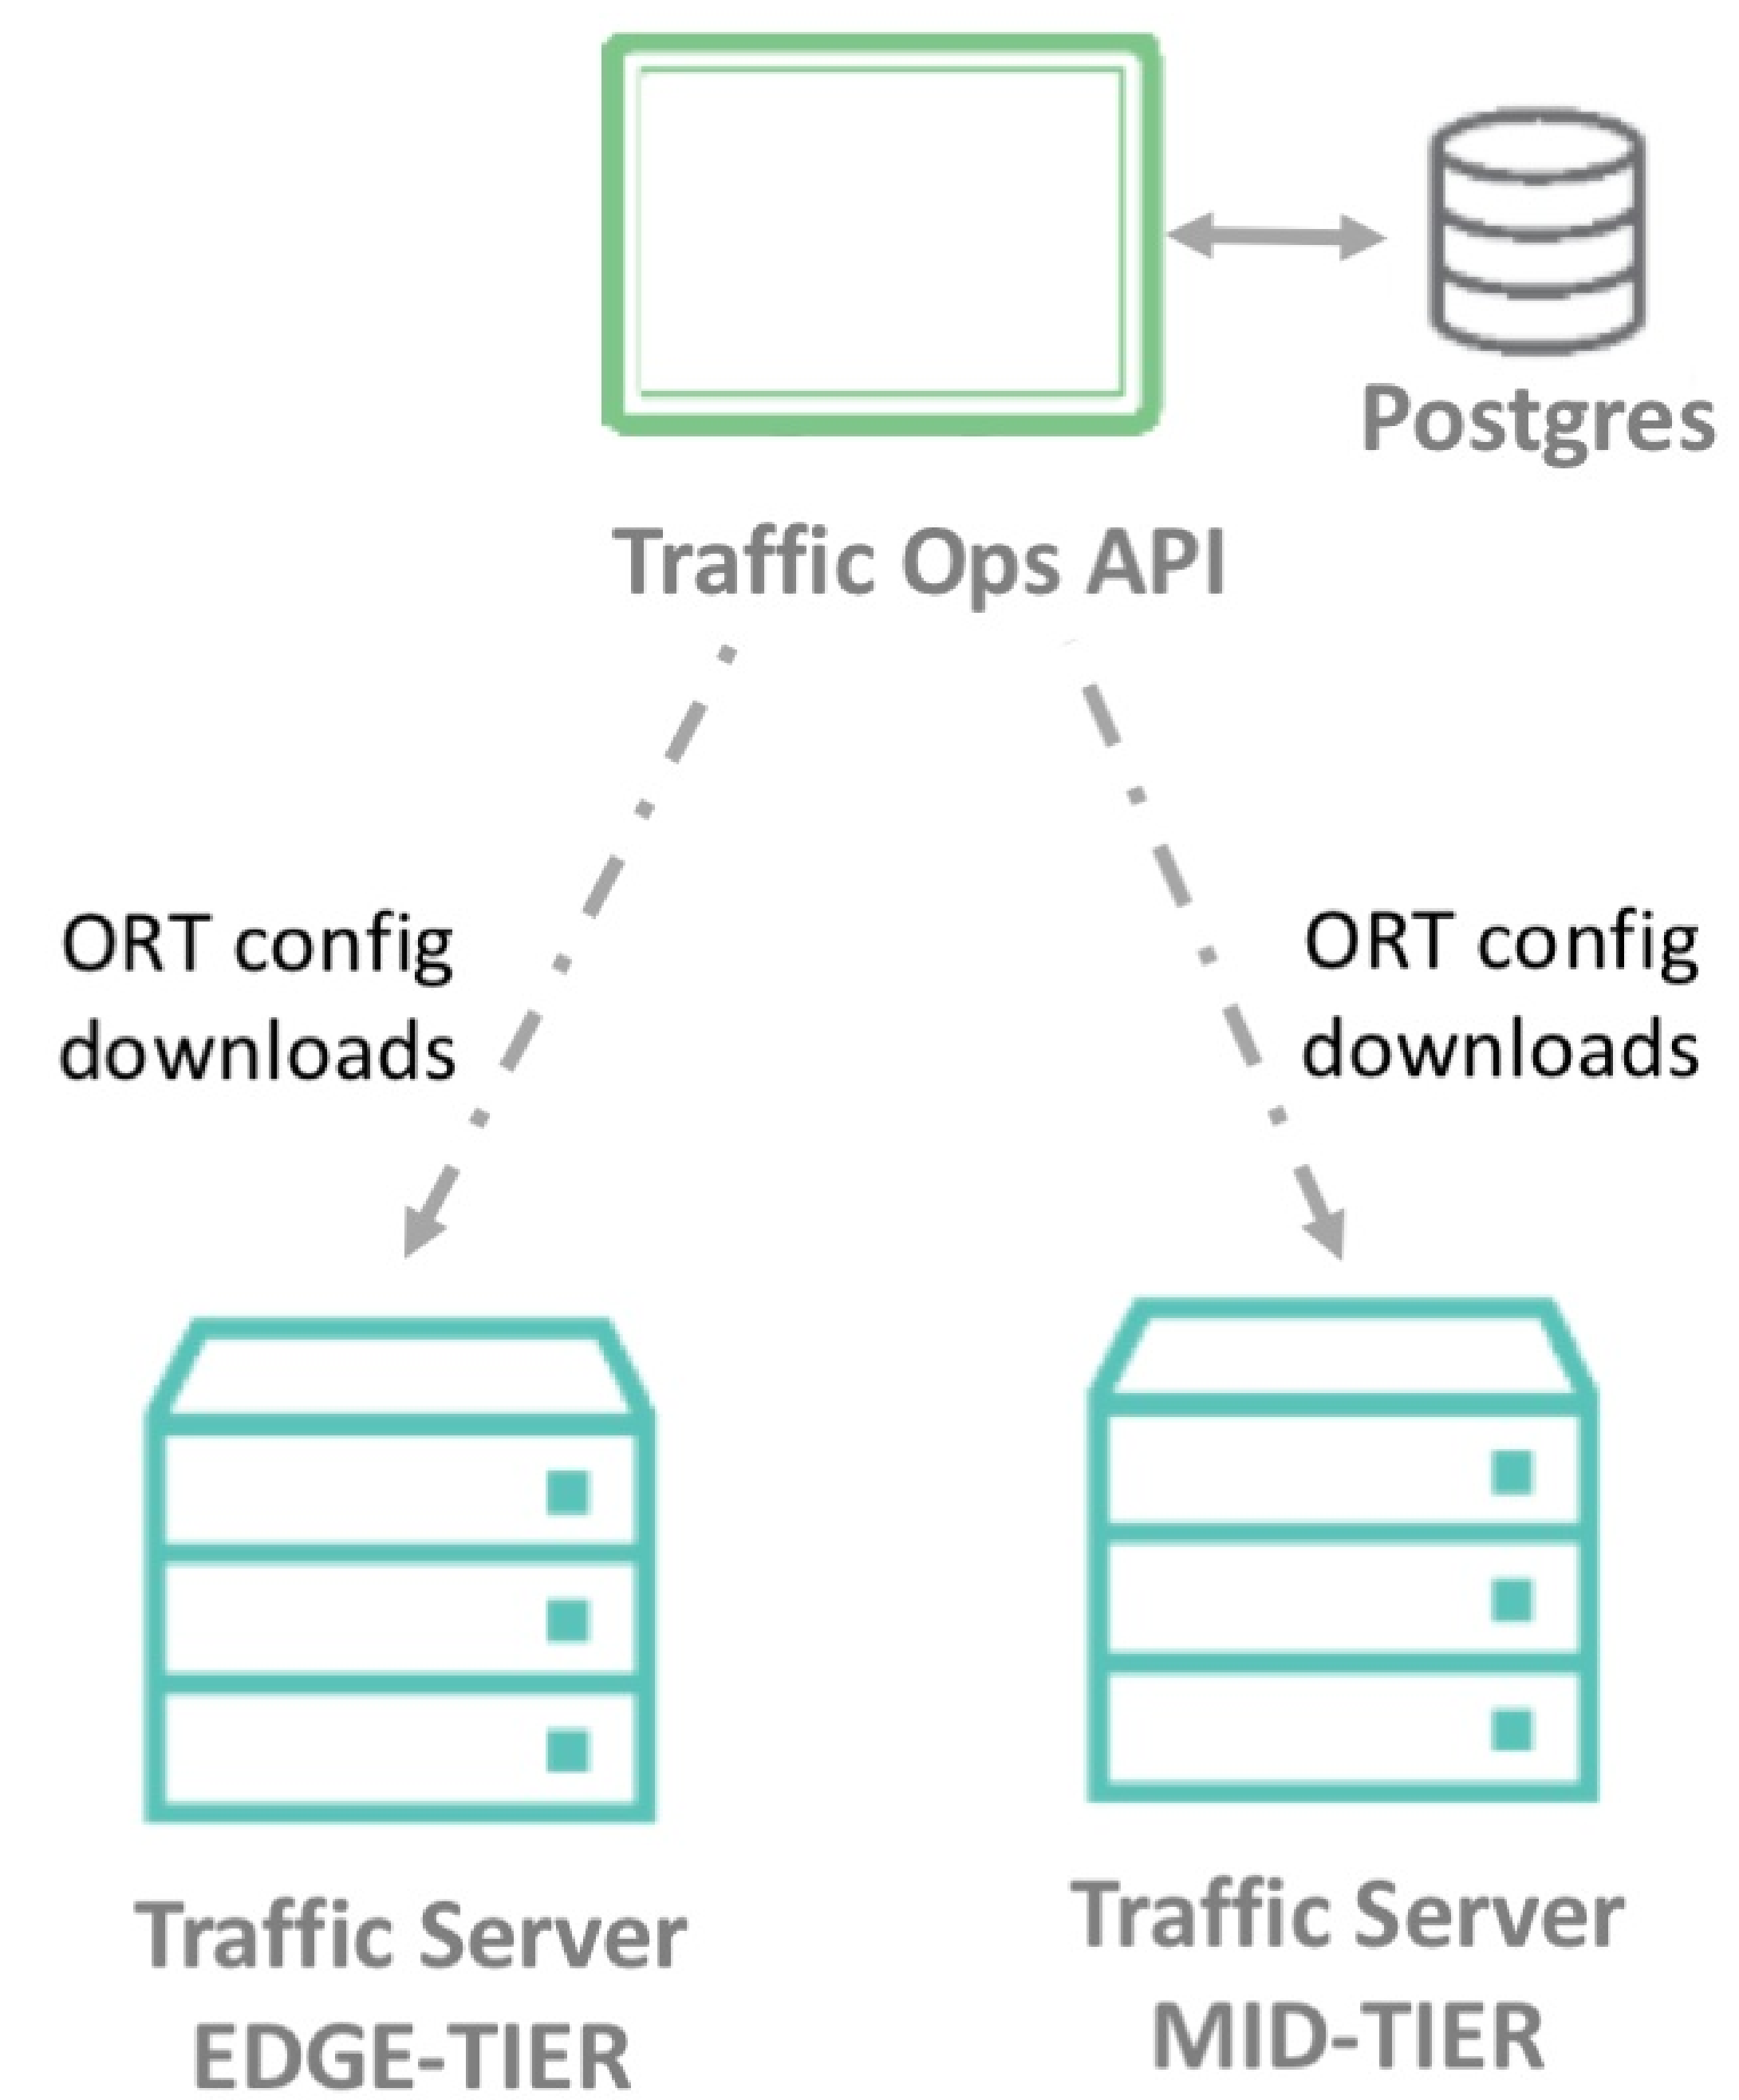 Postgres
Traffic Ops API
ORT config
downloads
ORT config
downloads
Traffic Server
EDGE-TIER
Traffic Server
MID-TIER